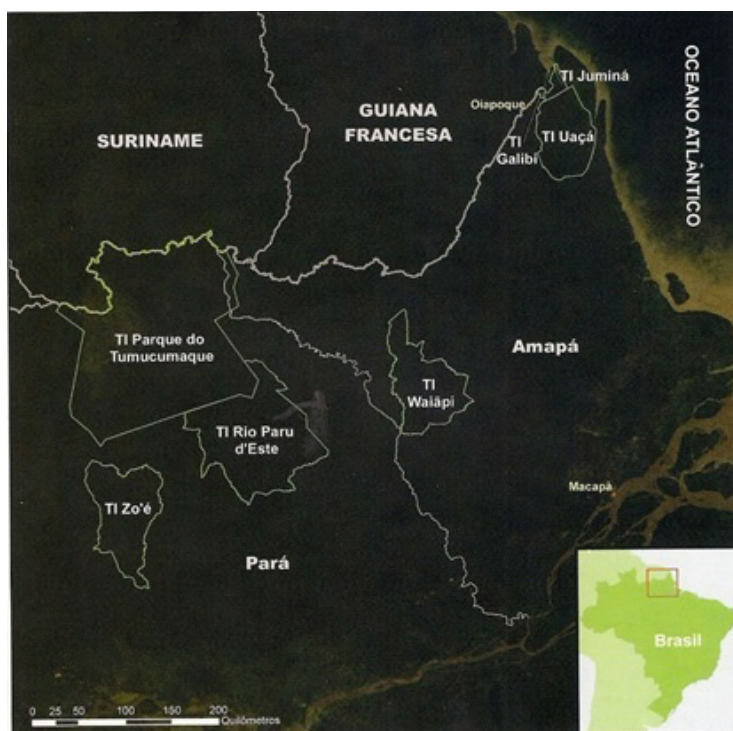 OCEANO ATLÂNTICO
TI Juminá
Oiapoque
GUIANA
FRANCESA
SURINAME
TI
Galibi
TI Uaçá
TI Parque do
Tumucumaque
Amapá
TI
Waiãpi
TI Rio Paru
d'Este
Macapá
TI Zo'é
Pará
Brasil
0 25 50 100 150 200
Quilômetros